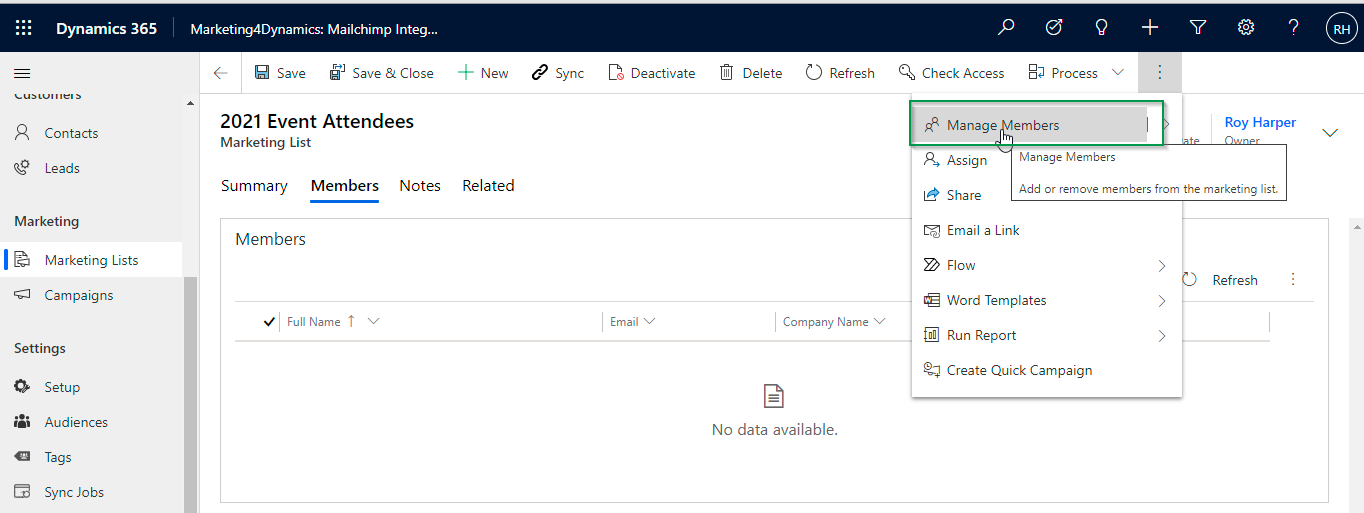 Dynamics 365 Marketing4Dynamics: Mailchimp Integ... RH
Save Save & Close New Sync Deactivate Delete Refresh Check Access Process
Customers
Contacts
Leads
Marketing
Marketing Lists
Campaigns
Settings
Setup
Audiences
Tags
Sync Jobs
2021 Event Attendees
Marketing List
Roy Harper
Owner
Summary Members Notes Related
Members
Refresh
Full Name Email Company Name
No data available.
Manage Members
Assign
Share
Email a Link
Flow
Word Templates
Run Report
Create Quick Campaign
Manage Members
Add or remove members from the marketing list.